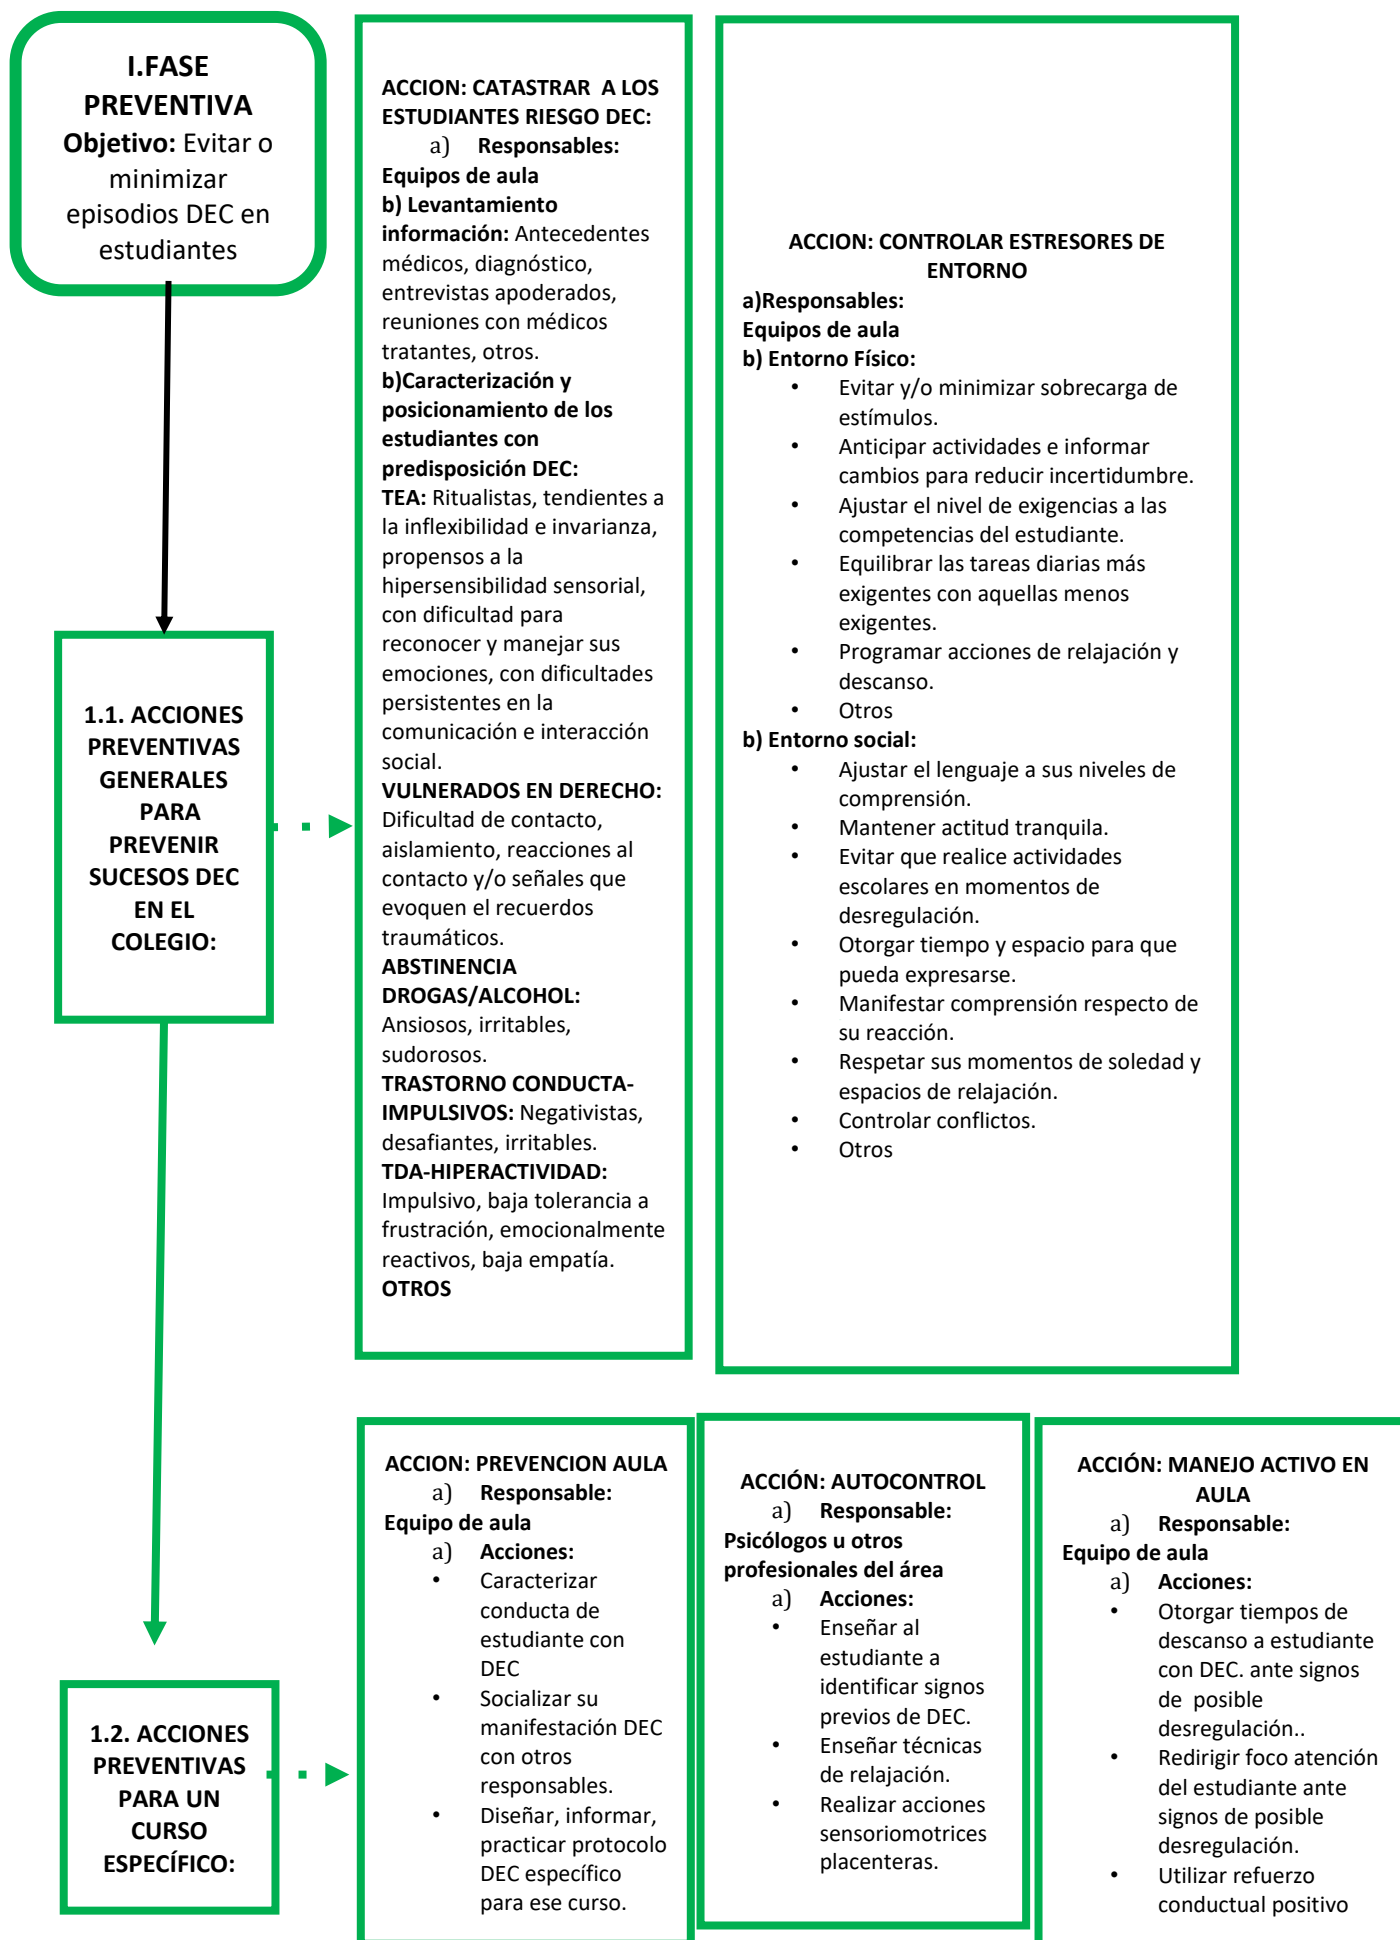 I.FASE
PREVENTIVA
Objetivo: Evitar o
minimizar
episodios DEC en
estudiantes
ACCION: CATASTRAR A LOS
ESTUDIANTES RIESGO DEC:
a) Responsables:
Equipos de aula
b) Levantamiento
información: Antecedentes
médicos, diagnóstico,
entrevistas apoderados,
reuniones con médicos
tratantes, otros.
b)Caracterización y
posicionamiento de los
estudiantes con
predisposición DEC:
TEA: Ritualistas, tendientes a
la inflexibilidad e invarianza,
propensos a la
hipersensibilidad sensorial,
con dificultad para
reconocer y manejar sus
emociones, con dificultades
persistentes en la
comunicación e interacción
social.
VULNERADOS EN DERECHO:
Dificultad de contacto,
aislamiento, reacciones al
contacto y/o señales que
evoquen el recuerdos
traumáticos.
ABSTINENCIA
DROGAS/ALCOHOL:
Ansiosos, irritables,
sudorosos.
TRASTORNO CONDUCTA-
IMPULSIVOS: Negativistas,
desafiantes, irritables.
TDA-HIPERACTIVIDAD:
Impulsivo, baja tolerancia a
frustración, emocionalmente
reactivos, baja empatía.
OTROS
ACCION: CONTROLAR ESTRESORES DE
ENTORNO
a)Responsables:
Equipos de aula
b) Entorno Físico:
• Evitar y/o minimizar sobrecarga de
estímulos.
• Anticipar actividades e informar
cambios para reducir incertidumbre.
• Ajustar el nivel de exigencias a las
competencias del estudiante.
• Equilibrar las tareas diarias más
exigentes con aquellas menos
exigentes.
• Programar acciones de relajación y
descanso.
• Otros
b) Entorno social:
• Ajustar el lenguaje a sus niveles de
comprensión.
• Mantener actitud tranquila.
• Evitar que realice actividades
escolares en momentos de
desregulación.
• Otorgar tiempo y espacio para que
pueda expresarse.
• Manifestar comprensión respecto de
su reacción.
• Respetar sus momentos de soledad y
espacios de relajación.
• Controlar conflictos.
• Otros
1.1. ACCIONES
PREVENTIVAS
GENERALES
PARA
PREVENIR
SUCESOS DEC
EN EL
COLEGIO:
1.2. ACCIONES
PREVENTIVAS
PARA UN
CURSO
ESPECÍFICO:
ACCION: PREVENCION AULA
a) Responsable:
Equipo de aula
a) Acciones:
• Caracterizar
conducta de
estudiante con
DEC
• Socializar su
manifestación DEC
con otros
responsables.
• Diseñar, informar,
practicar protocolo
DEC específico
para ese curso.
ACCIÓN: AUTOCONTROL
a) Responsable:
Psicólogos u otros
profesionales del área
a) Acciones:
• Enseñar al
estudiante a
identificar signos
previos de DEC.
• Enseñar técnicas
de relajación.
• Realizar acciones
sensoriomotrices
placenteras.
ACCIÓN: MANEJO ACTIVO EN
AULA
a) Responsable:
Equipo de aula
a) Acciones:
• Otorgar tiempos de
descanso a estudiante
con DEC. ante signos
de posible
desregulación..
• Redirigir foco atención
del estudiante ante
signos de posible
desregulación.
• Utilizar refuerzo
conductual positivo